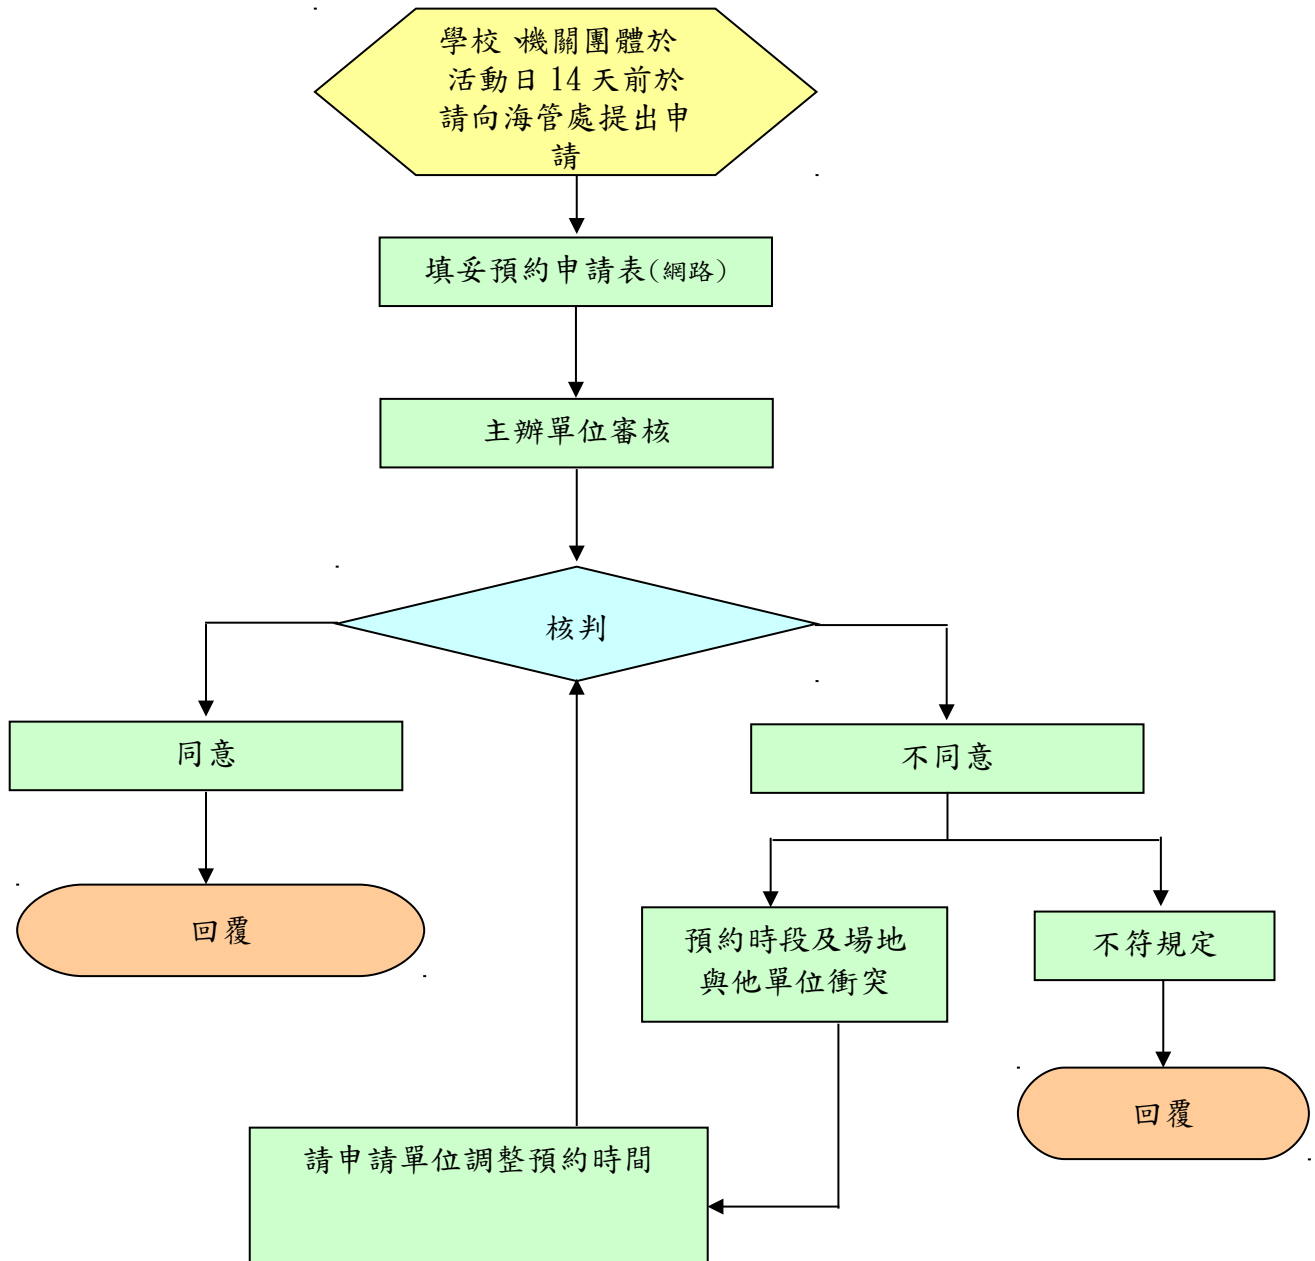 學校、機關團體於
活動日 14 天前於
請向海管處提出申
請
填妥預約申請表(網路)
主辦單位審核
核判
同意
不同意
回覆
預約時段及場地
與他單位衝突
不符規定
回覆
請申請單位調整預約時間